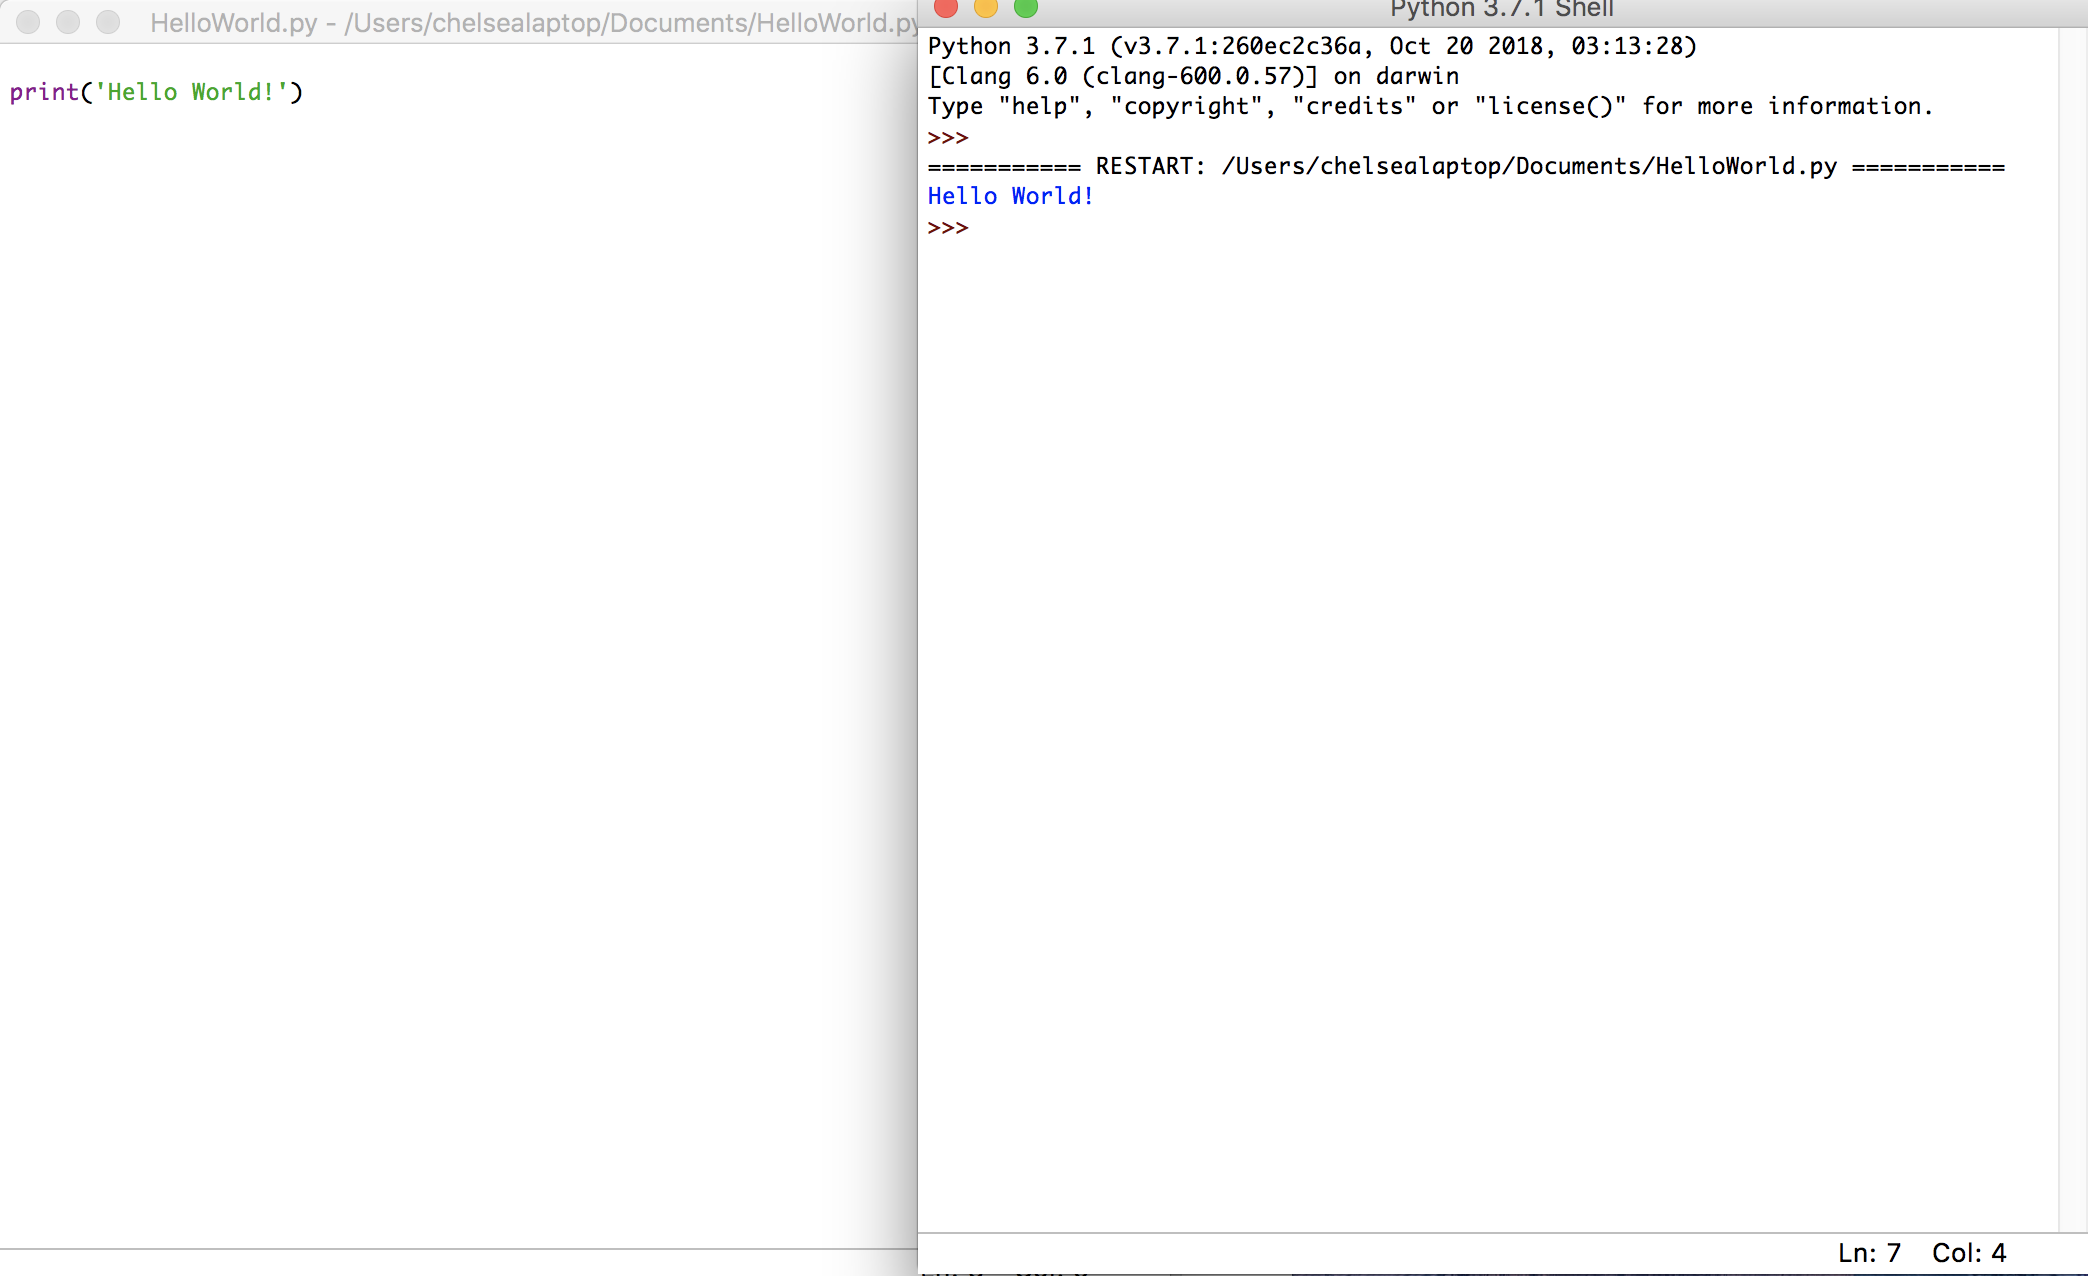 HelloWorld.py - /Users/chelsealaptop/Documents/HelloWorld.py
print('Hello World!')
Python 3.7.1 Shell
Python 3.7.1 (v3.7.1:260ec2c36a, Oct 20 2018, 03:13:28)
[Clang 6.0 (clang-600.0.57)] on darwin
Type "help", "copyright", "credits" or "license()" for more information.
>>>
=========== RESTART: /Users/chelsealaptop/Documents/HelloWorld.py ===========
Hello World!
>>>
Ln: 7 Col: 4